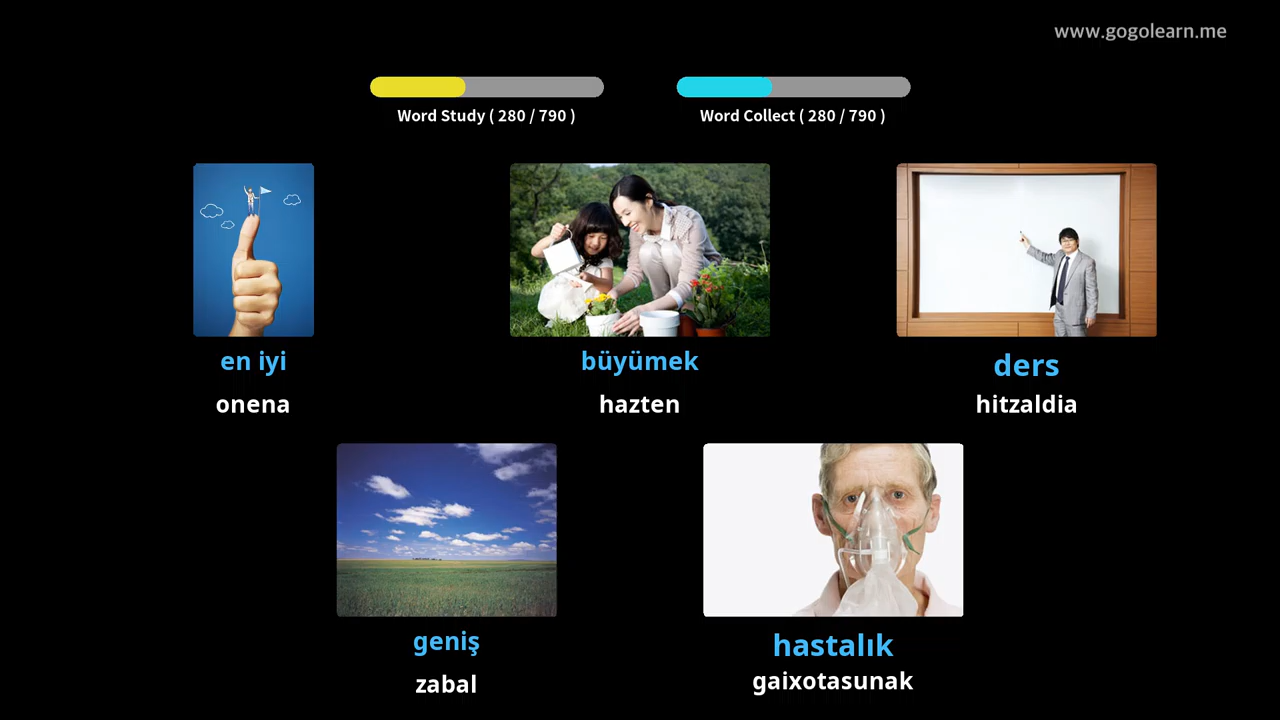 www.gogolearn.me
Word Study ( 280 / 790 )
Word Collect ( 280 / 790 )
en iyi
onena
büyümek
hazten
ders
hitzaldia
geniş
zabal
hastalık
gaixotasunak